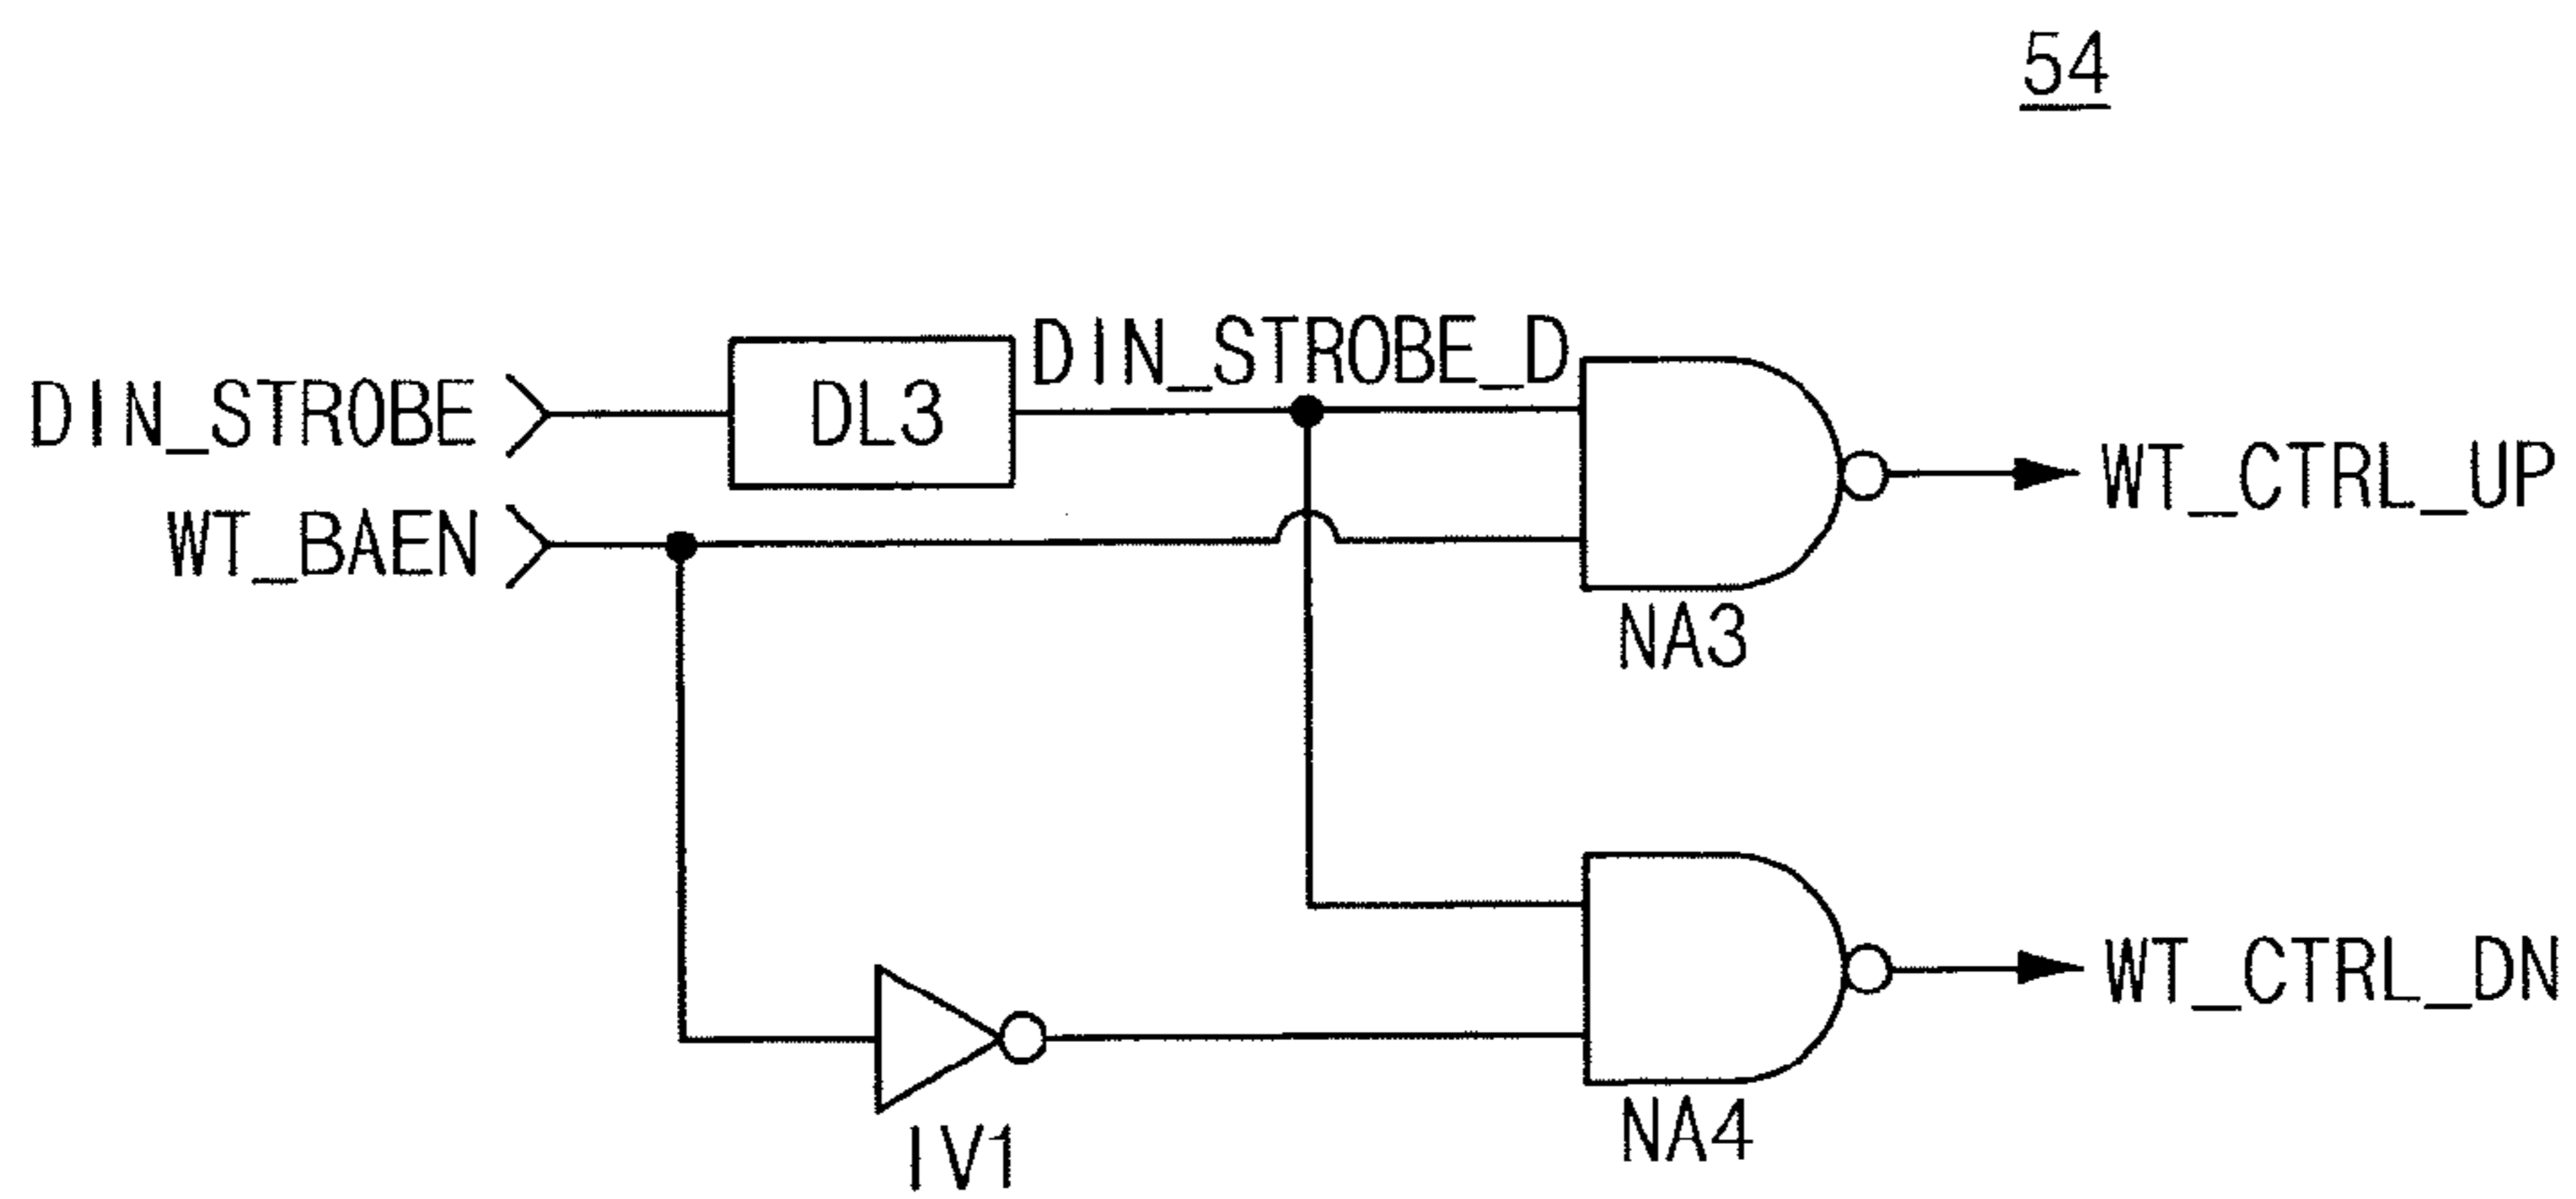 54
DIN_STROBE
DL3
DIN_STROBE_D
WT_CTRL_UP
WT_BAEN
NA3
WT_CTRL_DN
IV1
NA4